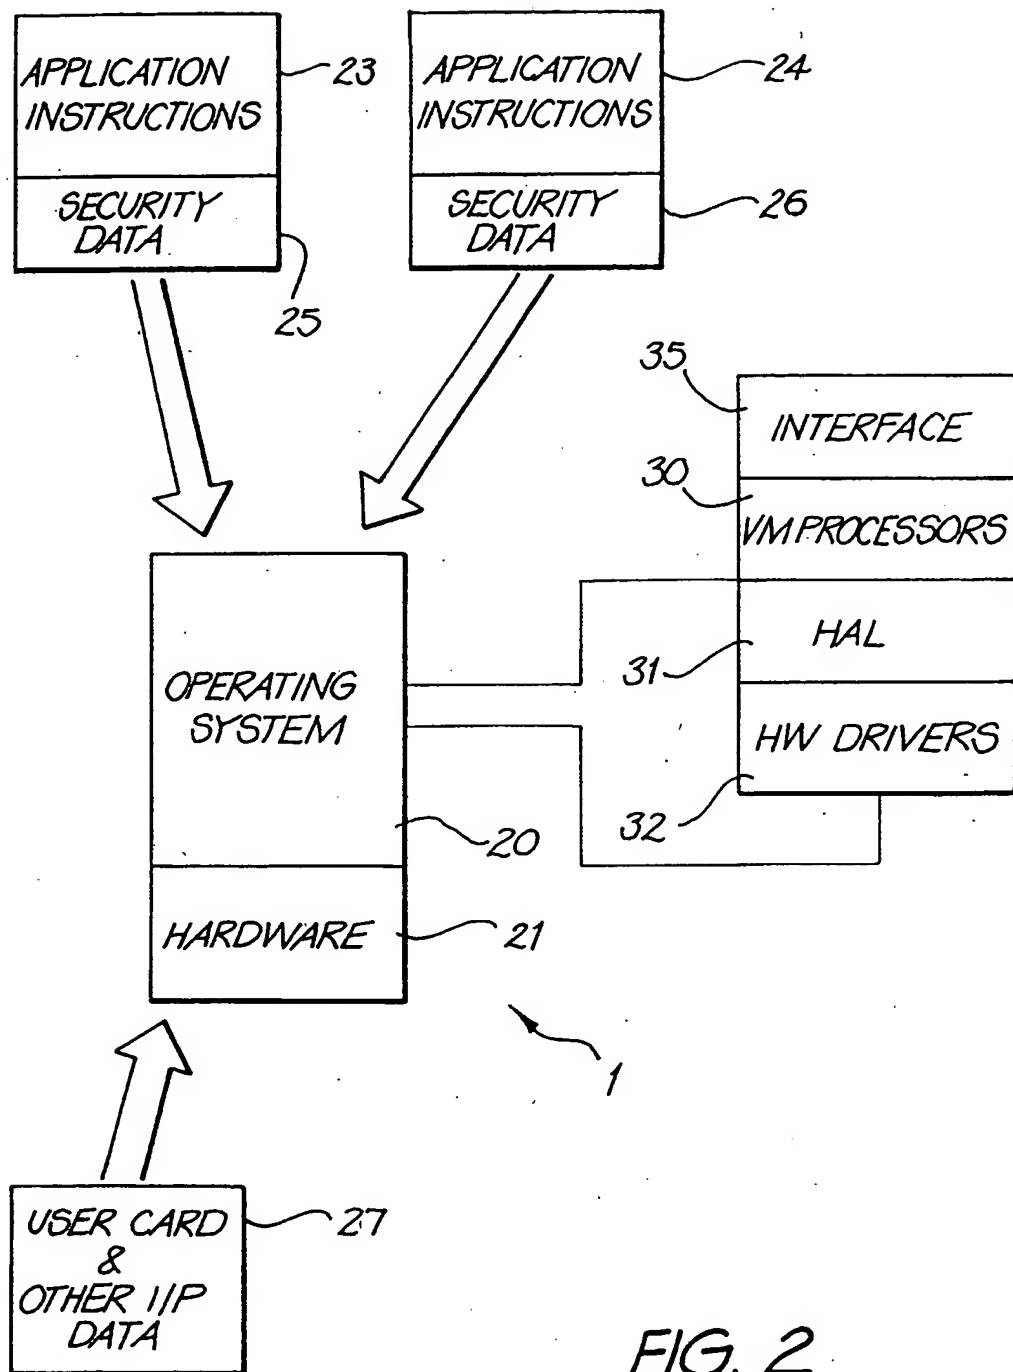 APPLICATION
INSTRUCTIONS
23
SECURITY
DATA
25
APPLICATION
INSTRUCTIONS
24
SECURITY
DATA
26
35
INTERFACE
30
VM PROCESSORS
HAL
31
HW DRIVERS
32
OPERATING
SYSTEM
20
HARDWARE
21
1
USER CARD
&
OTHER I/P
DATA
27
FIG. 2